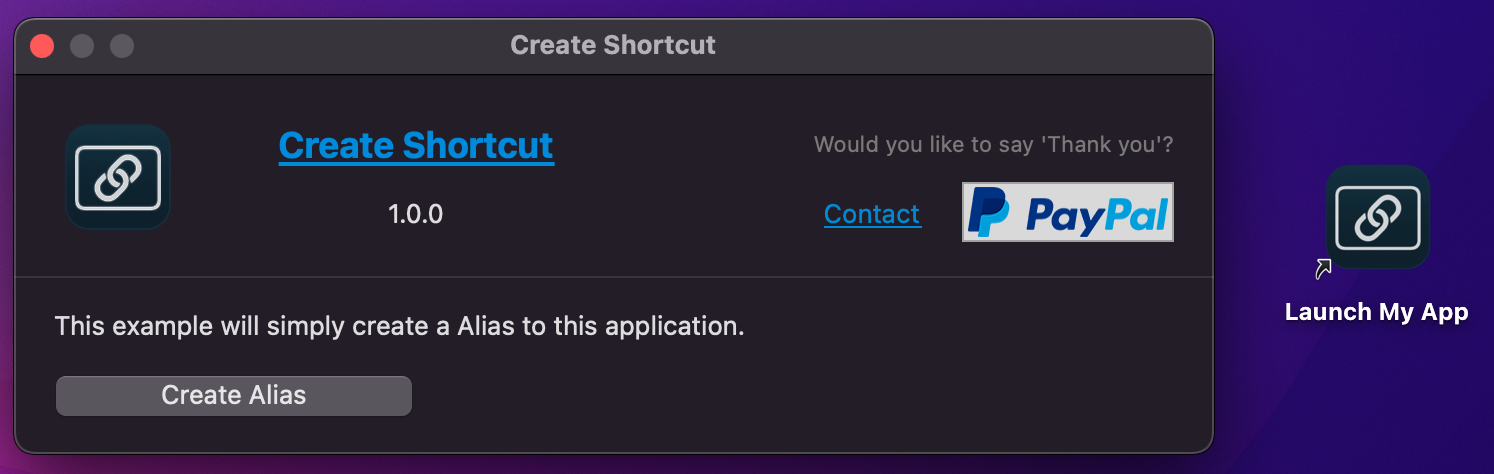 Create Shortcut
Create Shortcut
1.0.0
Would you like to say 'Thank you'?
Contact
PayPal
This example will simply create a Alias to this application.
Create Alias
Launch My App